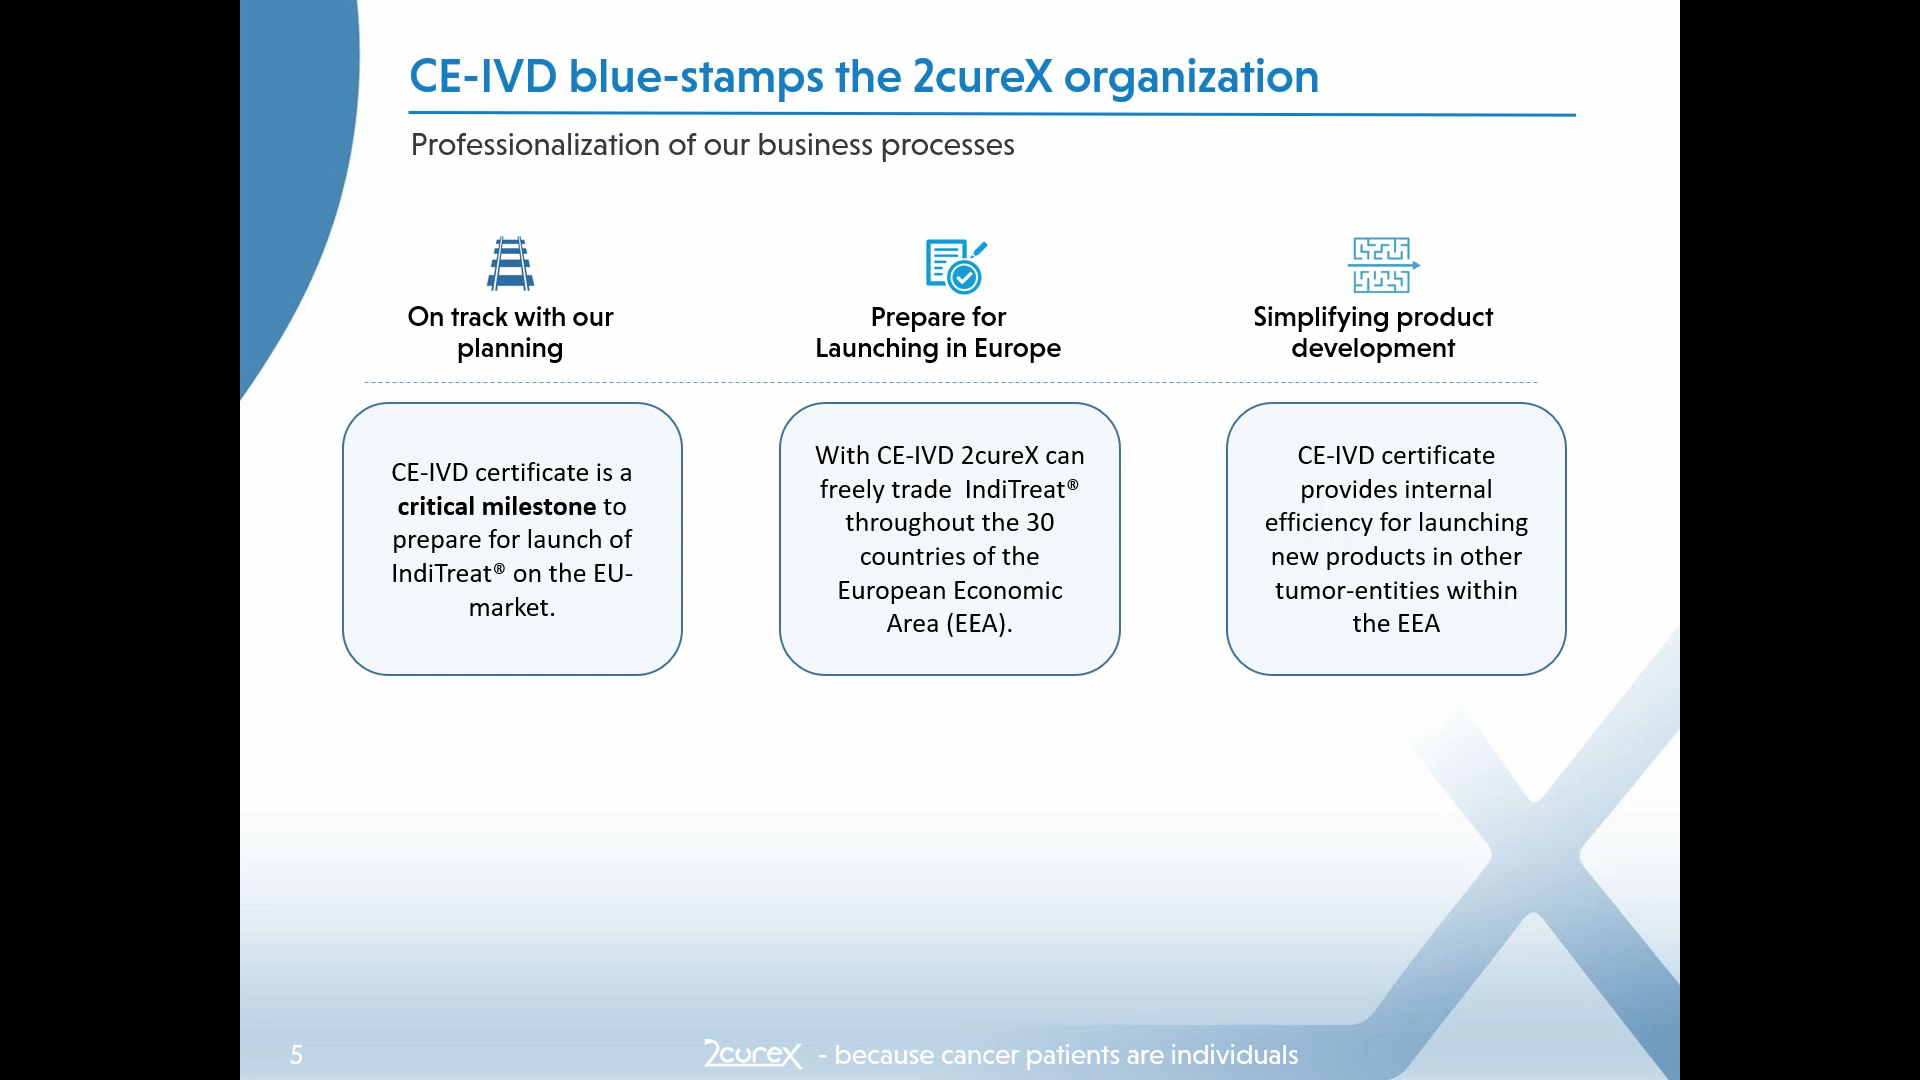 CE-IVD blue-stamps the 2cureX organization
Professionalization of our business processes
On track with our
planning
Prepare for
Launching in Europe
Simplifying product
development
CE-IVD certificate is a
critical milestone to
prepare for launch of
IndiTreat® on the EU-
market.
With CE-IVD 2cureX can
freely trade  IndiTreat®
throughout the 30
countries of the
European Economic
Area (EEA).
CE-IVD certificate
provides internal
efficiency for launching
new products in other
tumor-entities within
the EEA
5
2cureX - because cancer patients are individuals